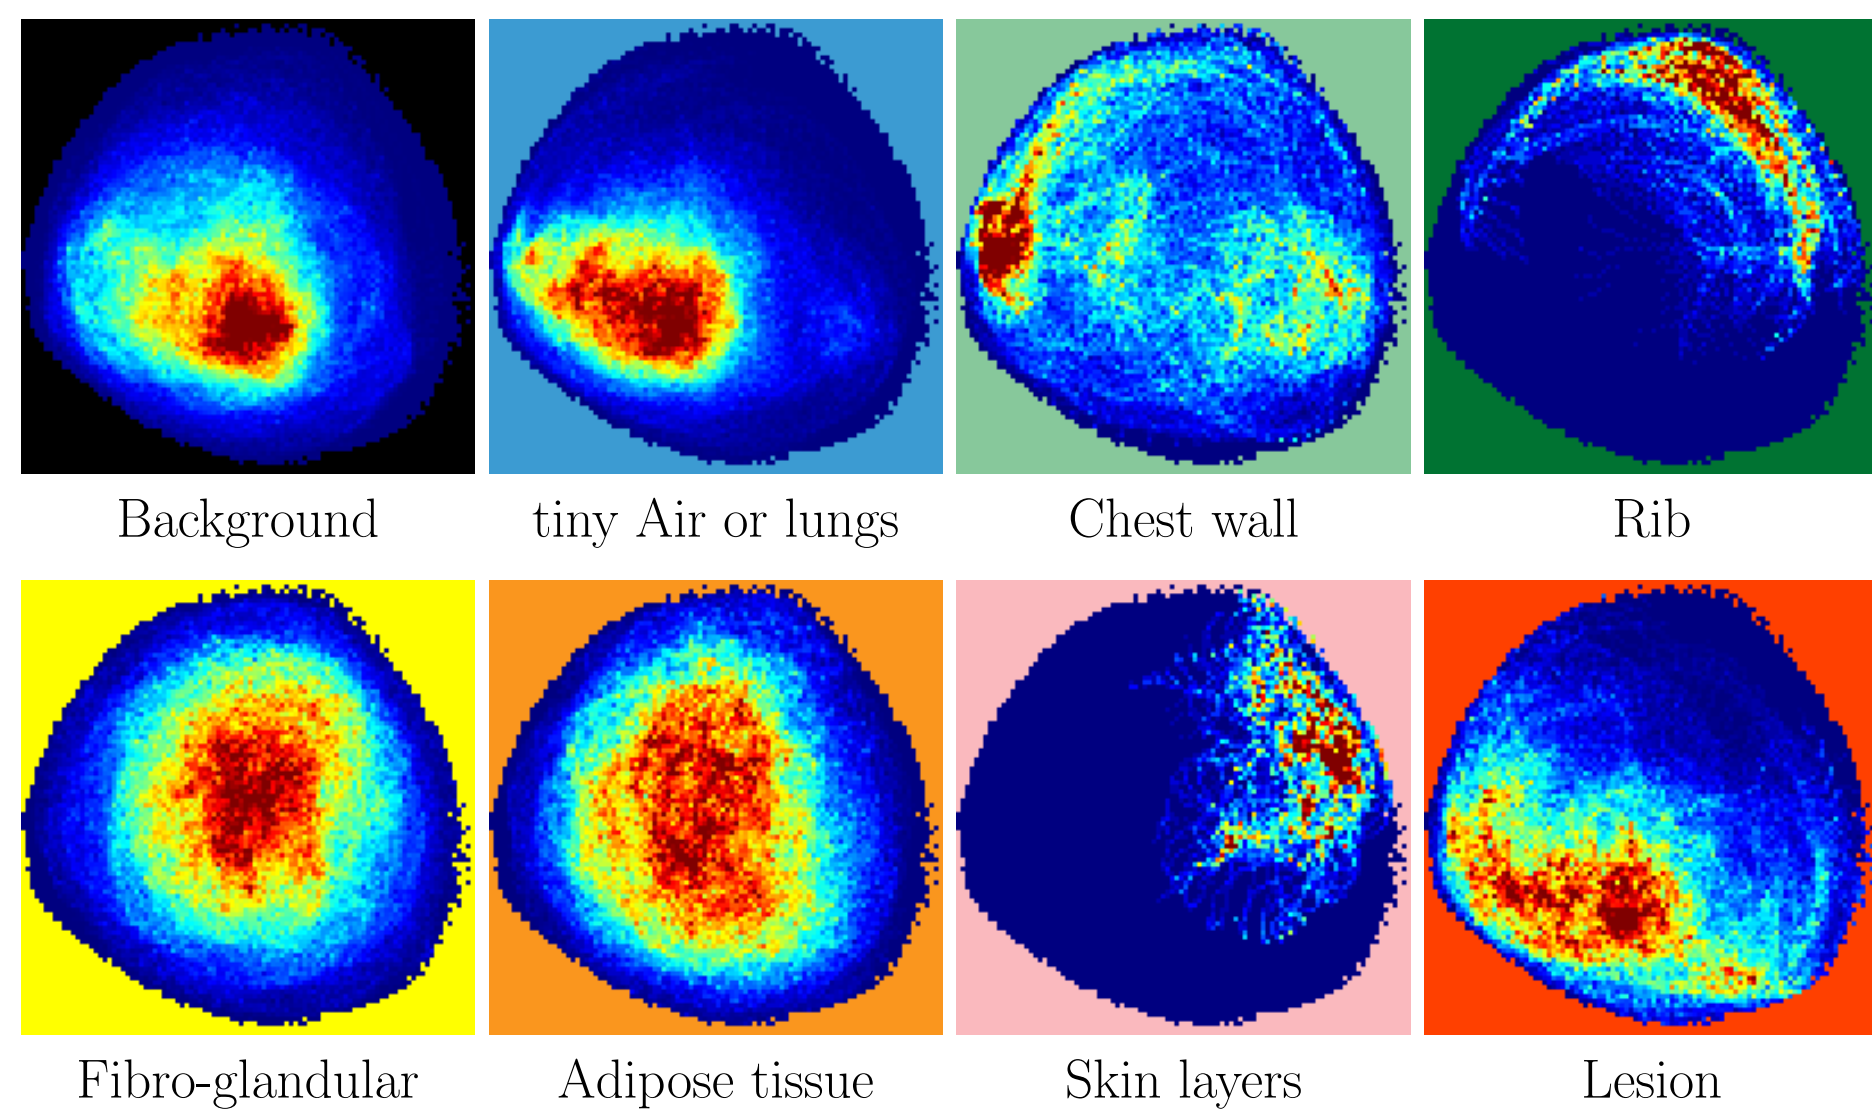 Background
tiny Air or lungs
Chest wall
Rib
Fibro-glandular
Adipose tissue
Skin layers
Lesion